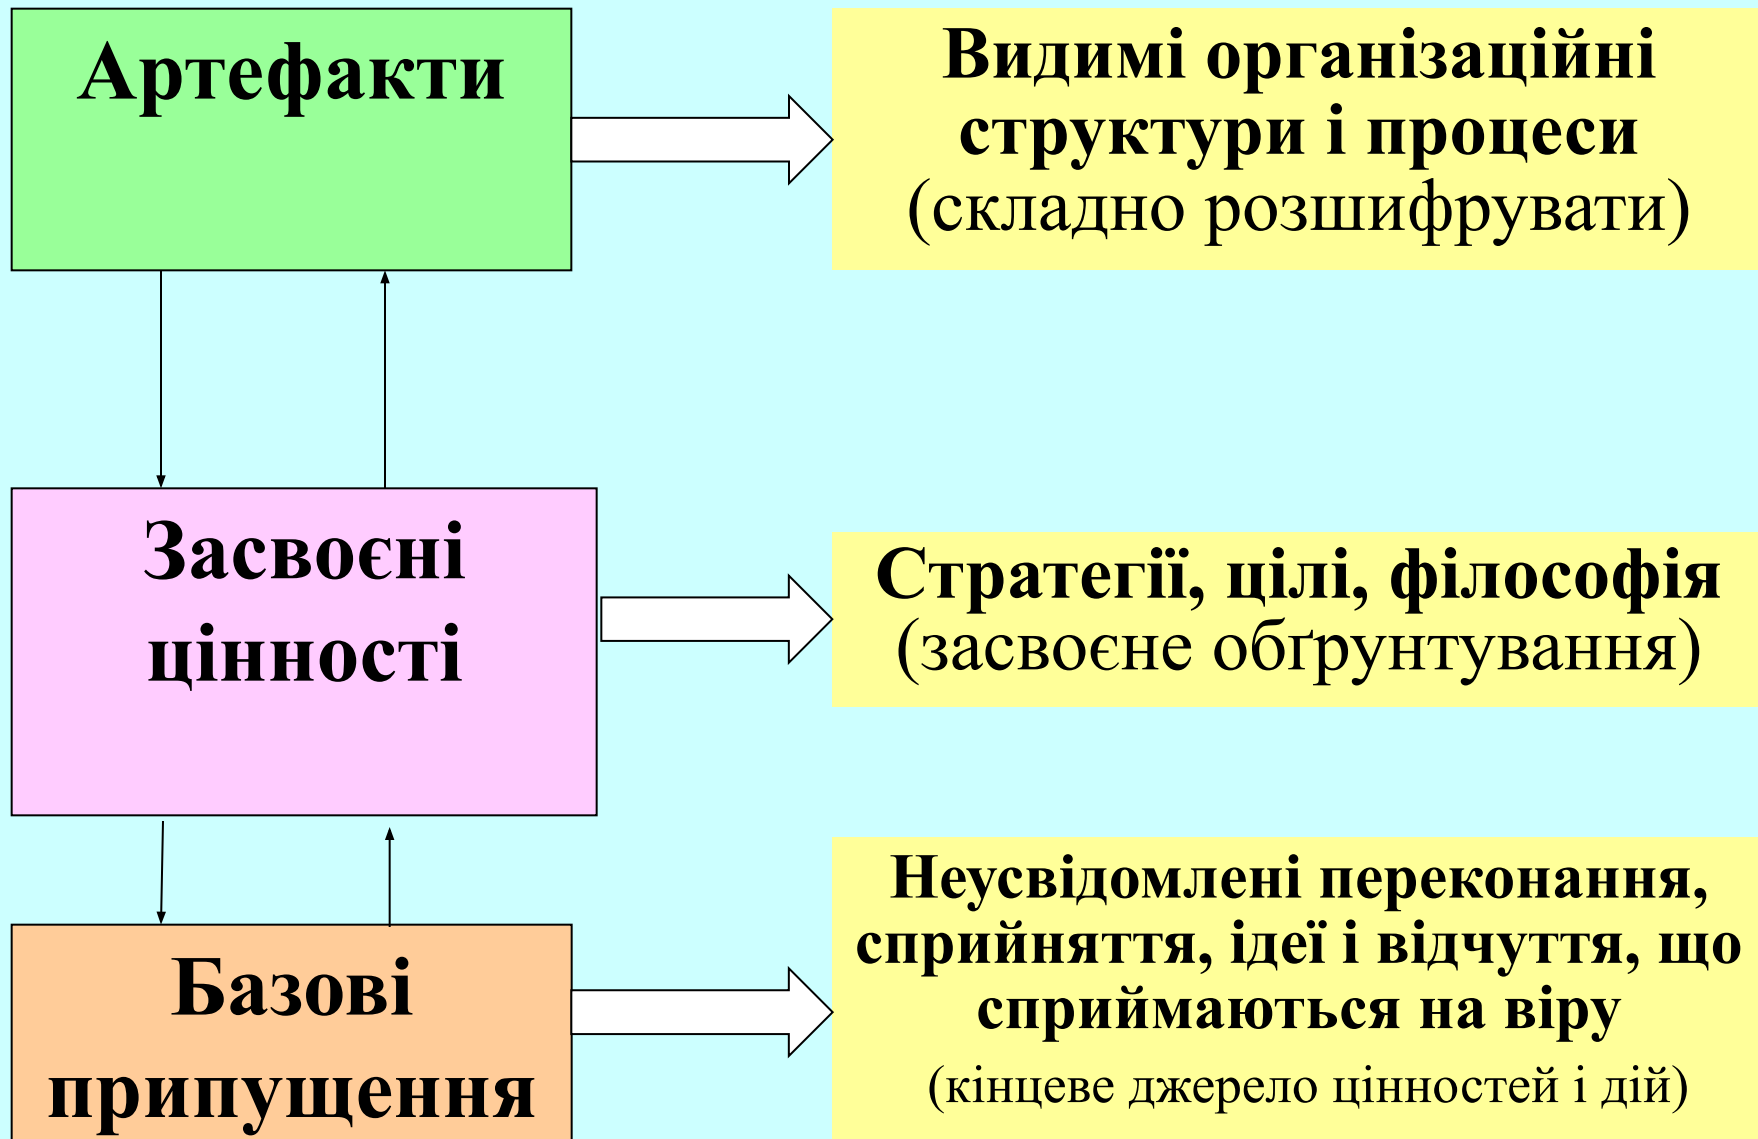 Артефакти
Видимі організаційні
структури і процеси
(складно розшифрувати)
Засвоєні
цінності
Стратегії, цілі, філософія
(засвоєне обґрунтування)
Базові
припущення
Неусвідомлені переконання,
сприйняття, ідеї і відчуття, що
сприймаються на віру
(кінцеве джерело цінностей і дій)